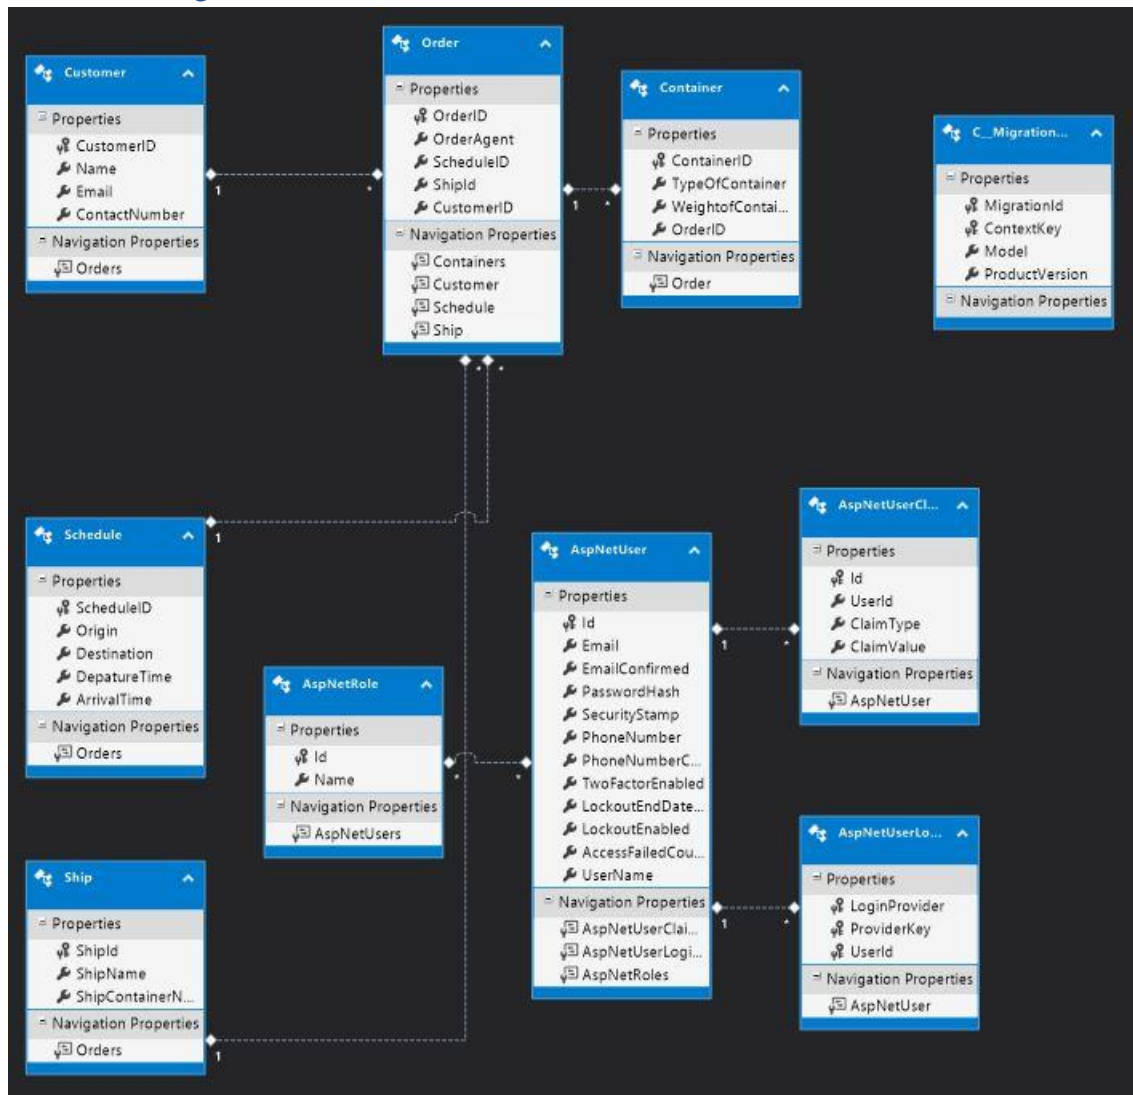 Customer
Properties
CustomerID
Name
Email
ContactNumber
Navigation Properties
Orders
Order
Properties
OrderID
OrderAgent
ScheduleID
ShipId
CustomerID
Navigation Properties
Containers
Customer
Schedule
Ship
Container
Properties
ContainerID
TypeOfContainer
WeightofContai...
OrderID
Navigation Properties
Order
C__Migration...
Properties
MigrationId
ContextKey
Model
ProductVersion
Navigation Properties
1
*
1
*
*
*
Schedule
Properties
ScheduleID
Origin
Destination
DepatureTime
ArrivalTime
Navigation Properties
Orders
1
AspNetRole
Properties
Id
Name
Navigation Properties
AspNetUsers
*
*
AspNetUser
Properties
Id
Email
EmailConfirmed
PasswordHash
SecurityStamp
PhoneNumber
PhoneNumberC...
TwoFactorEnabled
LockoutEndDate...
LockoutEnabled
AccessFailedCou...
UserName
Navigation Properties
AspNetUserClai...
AspNetUserLogi...
AspNetRoles
1
*
1
*
AspNetUserCl...
Properties
Id
UserId
ClaimType
ClaimValue
Navigation Properties
AspNetUser
AspNetUserLo...
Properties
LoginProvider
ProviderKey
UserId
Navigation Properties
AspNetUser
Ship
Properties
ShipId
ShipName
ShipContainerN...
Navigation Properties
Orders
1